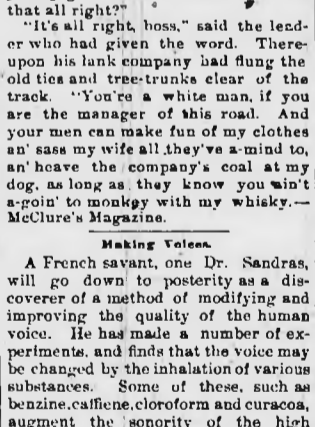 that all right?"
"It's all right, boss," said the lead-
er who had given the word. There-
upon his lank company had flung the
old ties and tree-trunks clear of the
track. "You're a white man, if you
are the manager of this road. And
your men can make fun of my clothes
an' sass my wife all they've a-mind to,
an' heave the company's coal at my
dog, as long as they know you ain't
a-goin' to monkey with my whisky.—
McClure's Magazine.
Making Voices.
A French savant, one Dr. Sandras,
will go down to posterity as a dis-
coverer of a method of modifying and
improving the quality of the human
voice. He has made a number of ex-
periments, and finds that the voice may
be changed by the inhalation of various
substances. Some of these, such as
benzine, caffiene, cloroform and curacoa,
augment the sonority of the high